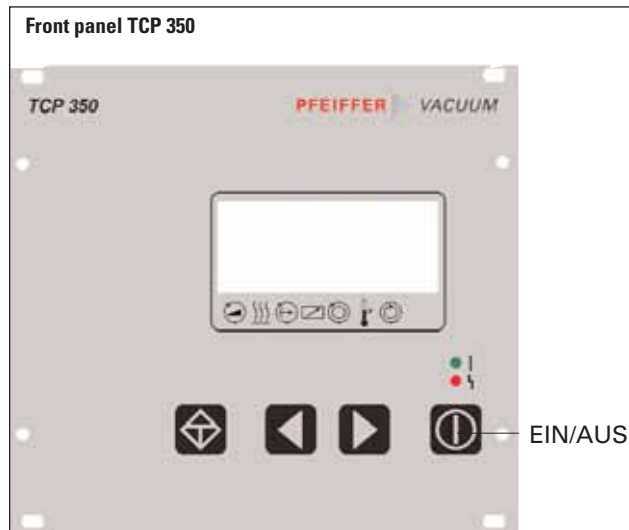 Front panel TCP 350
TCP 350
PFEIFFER VACUUM
EIN/AUS